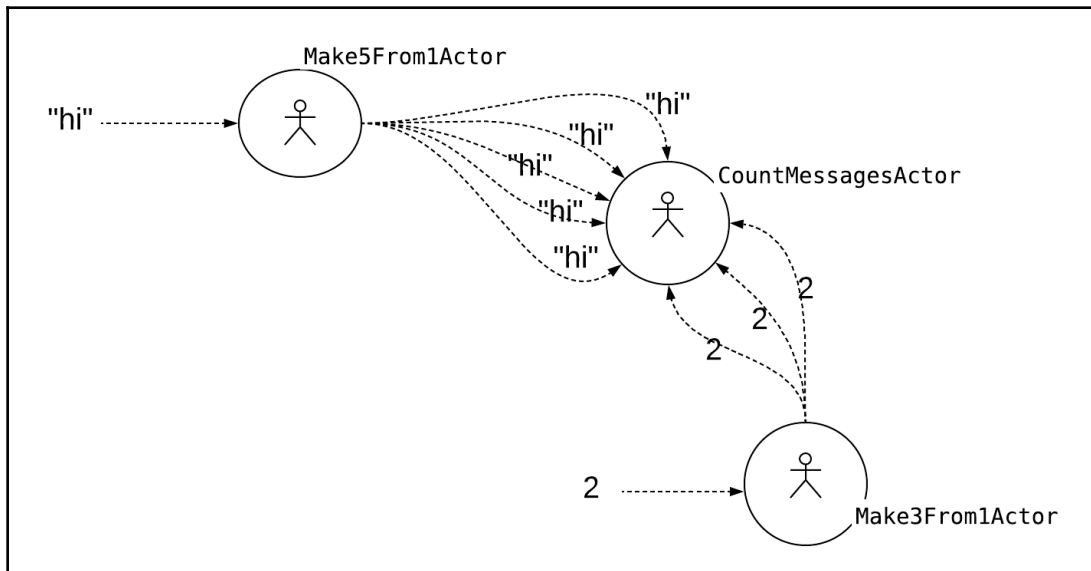 Make5From1Actor
"hi"
"hi"
"hi"
"hi"
"hi"
"hi"
CountMessagesActor
2
2
2
2
Make3From1Actor